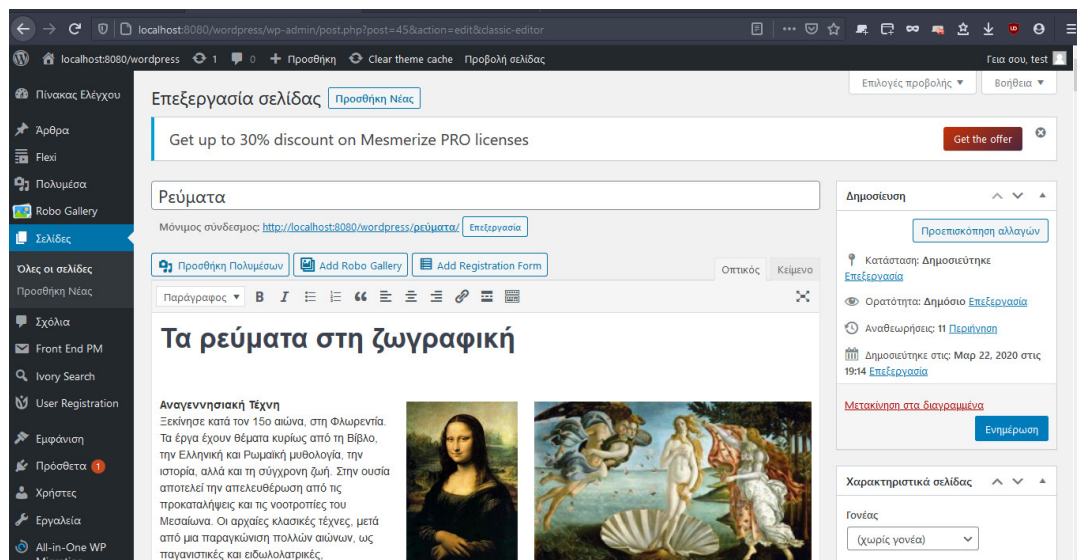 localhost:8080/wordpress/wp-admin/post.php?post=45&action=edit&classic-editor
localhost:8080/wordpress 1 0 Προσθήκη Clear theme cache Προβολή σελίδας Γεια σου, test
Επιλογές προβολής Βοήθεια
Πίνακας Ελέγχου
Άρθρα
Flexi
Πολυμέσα
Robo Gallery
Σελίδες
Όλες οι σελίδες
Προσθήκη Νέας
Σχόλια
Front End PM
Ivory Search
User Registration
Εμφάνιση
Πρόσθετα 1
Χρήστες
Εργαλεία
All-in-One WP
Επεξεργασία σελίδας Προσθήκη Νέας
Get up to 30% discount on Mesmerize PRO licenses Get the offer
Ρεύματα
Μόνιμος σύνδεσμος: http://localhost:8080/wordpress/ρεύματα/ Επεξεργασία
Προσθήκη Πολυμέσων Add Robo Gallery Add Registration Form Οπτικός Κείμενο
Παράγραφος B I
Τα ρεύματα στη ζωγραφική
Αναγεννησιακή Τέχνη
Ξεκίνησε κατά τον 15ο αιώνα, στη Φλωρεντία.
Τα έργα έχουν θέματα κυρίως από τη Βίβλο,
την Ελληνική και Ρωμαϊκή μυθολογία, την
ιστορία, αλλά και τη σύγχρονη ζωή. Στην ουσία
αποτελεί την απελευθέρωση από τις
προκαταλήψεις και τις νοοτροπίες του
Μεσαίωνα. Οι αρχαίες κλασικές τέχνες, μετά
από μια παραγκώνιση πολλών αιώνων, ως
παγανιστικές και ειδωλολατρικές,
Δημοσίευση
Προεπισκόπηση αλλαγών
Κατάσταση: Δημοσιεύτηκε
Επεξεργασία
Ορατότητα: Δημόσιο Επεξεργασία
Αναθεωρήσεις: 11 Περιήγηση
Δημοσιεύτηκε στις: Μαρ 22, 2020 στις
19:14 Επεξεργασία
Μετακίνηση στα διαγραμμένα
Ενημέρωση
Χαρακτηριστικά σελίδας
Γονέας
(χωρίς γονέα)